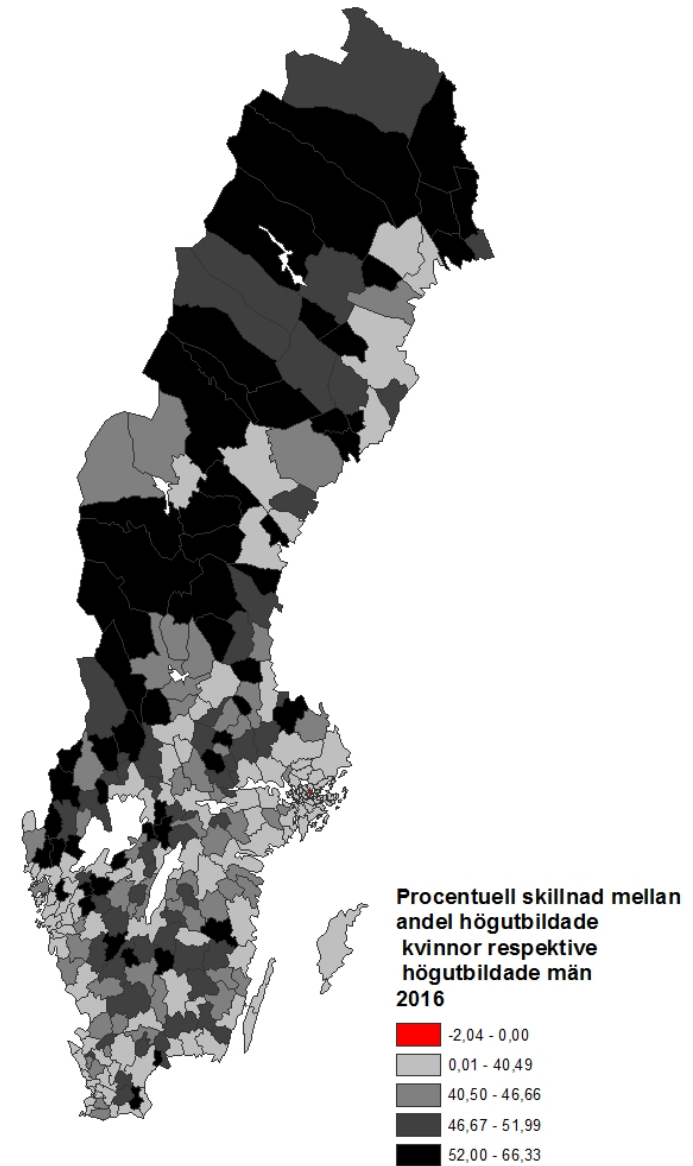 Procentuell skillnad mellan
andel högutbildade
kvinnor respektive
högutbildade män
2016
-2,04 - 0,00
0,01 - 40,49
40,50 - 46,66
46,67 - 51,99
52,00 - 66,33